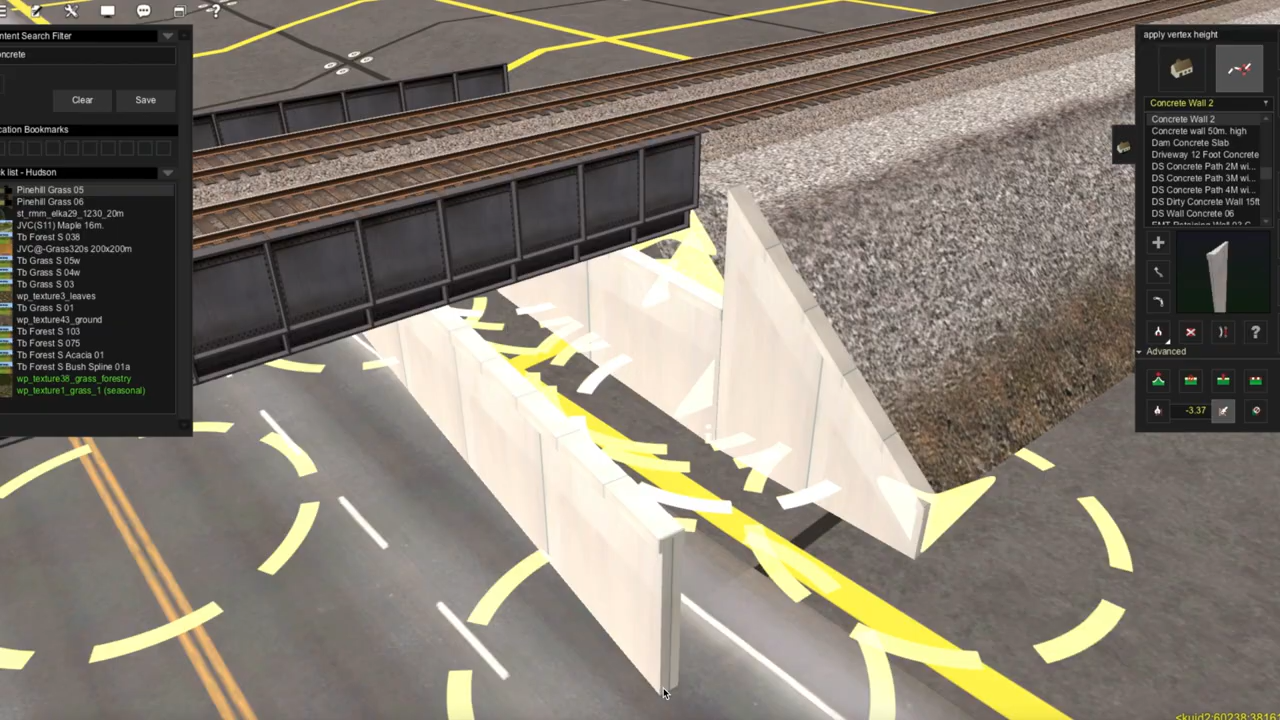 ntent Search Filter
oncrete
Clear
Save
cation Bookmarks
k list - Hudson
Pinehill Grass 05
Pinehill Grass 06
st_rmm_elka29_1230_20m
JVC(S11) Maple 16m.
Tb Forest S 038
JVC@-Grass320s 200x200m
Tb Grass S 05w
Tb Grass S 04w
Tb Grass S 03
wp_texture3_leaves
Tb Grass S 01
wp_texture43_ground
Tb Forest S 103
Tb Forest S 075
Tb Forest S Acacia 01
Tb Forest S Bush Spline 01a
wp_texture38_grass_forestry
wp_texture1_grass_1 (seasonal)
apply vertex height
Concrete Wall 2
Concrete Wall 2
Concrete wall 50m. high
Dam Concrete Slab
Driveway 12 Foot Concrete
DS Concrete Path 2M wi...
DS Concrete Path 3M wi...
DS Concrete Path 4M wi...
DS Dirty Concrete Wall 15ft
DS Wall Concrete 06
Advanced
-3.37